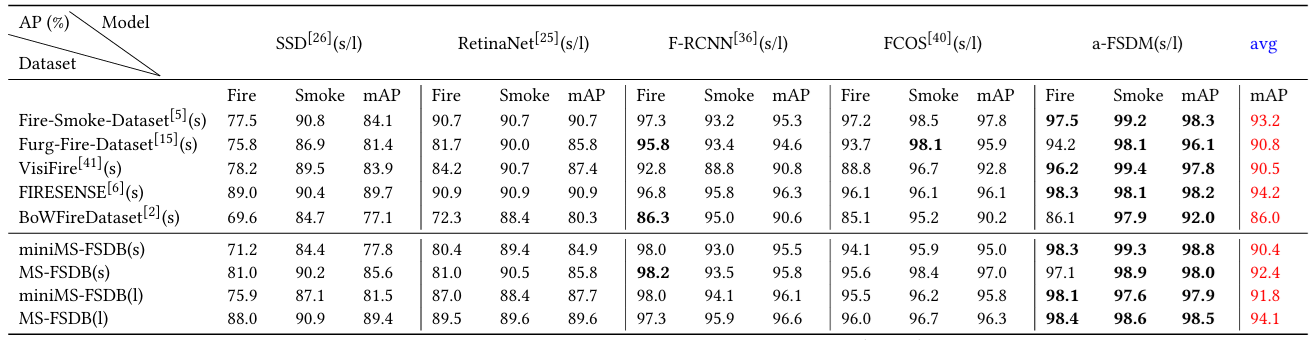 AP (%) Model
SSD[26](s/l) RetinaNet[25](s/l) F-RCNN[36](s/l) FCOS[40](s/l) a-FSDM(s/l) avg
Dataset
Fire Smoke mAP Fire Smoke mAP Fire Smoke mAP Fire Smoke mAP Fire Smoke mAP mAP
Fire-Smoke-Dataset[5](s) 77.5 90.8 84.1 90.7 90.7 90.7 97.3 93.2 95.3 97.2 98.5 97.8 97.5 99.2 98.3 93.2
Furg-Fire-Dataset[15](s) 75.8 86.9 81.4 81.7 90.0 85.8 95.8 93.4 94.6 93.7 98.1 95.9 94.2 98.1 96.1 90.8
VisiFire[41](s) 78.2 89.5 83.9 84.2 90.7 87.4 92.8 88.8 90.8 88.8 96.7 92.8 96.2 99.4 97.8 90.5
FIRESENSE[6](s) 89.0 90.4 89.7 90.9 90.9 90.9 96.8 95.8 96.3 96.1 96.1 96.1 98.3 98.1 98.2 94.2
BoWFireDataset[2](s) 69.6 84.7 77.1 72.3 88.4 80.3 86.3 95.0 90.6 85.1 95.2 90.2 86.1 97.9 92.0 86.0
miniMS-FSDB(s) 71.2 84.4 77.8 80.4 89.4 84.9 98.0 93.0 95.5 94.1 95.9 95.0 98.3 99.3 98.8 90.4
MS-FSDB(s) 81.0 90.2 85.6 81.0 90.5 85.8 98.2 93.5 95.8 95.6 98.4 97.0 97.1 98.9 98.0 92.4
miniMS-FSDB(l) 75.9 87.1 81.5 87.0 88.4 87.7 98.0 94.1 96.1 95.5 96.2 95.8 98.1 97.6 97.9 91.8
MS-FSDB(l) 88.0 90.9 89.4 89.5 89.6 89.6 97.3 95.9 96.6 96.0 96.7 96.3 98.4 98.6 98.5 94.1